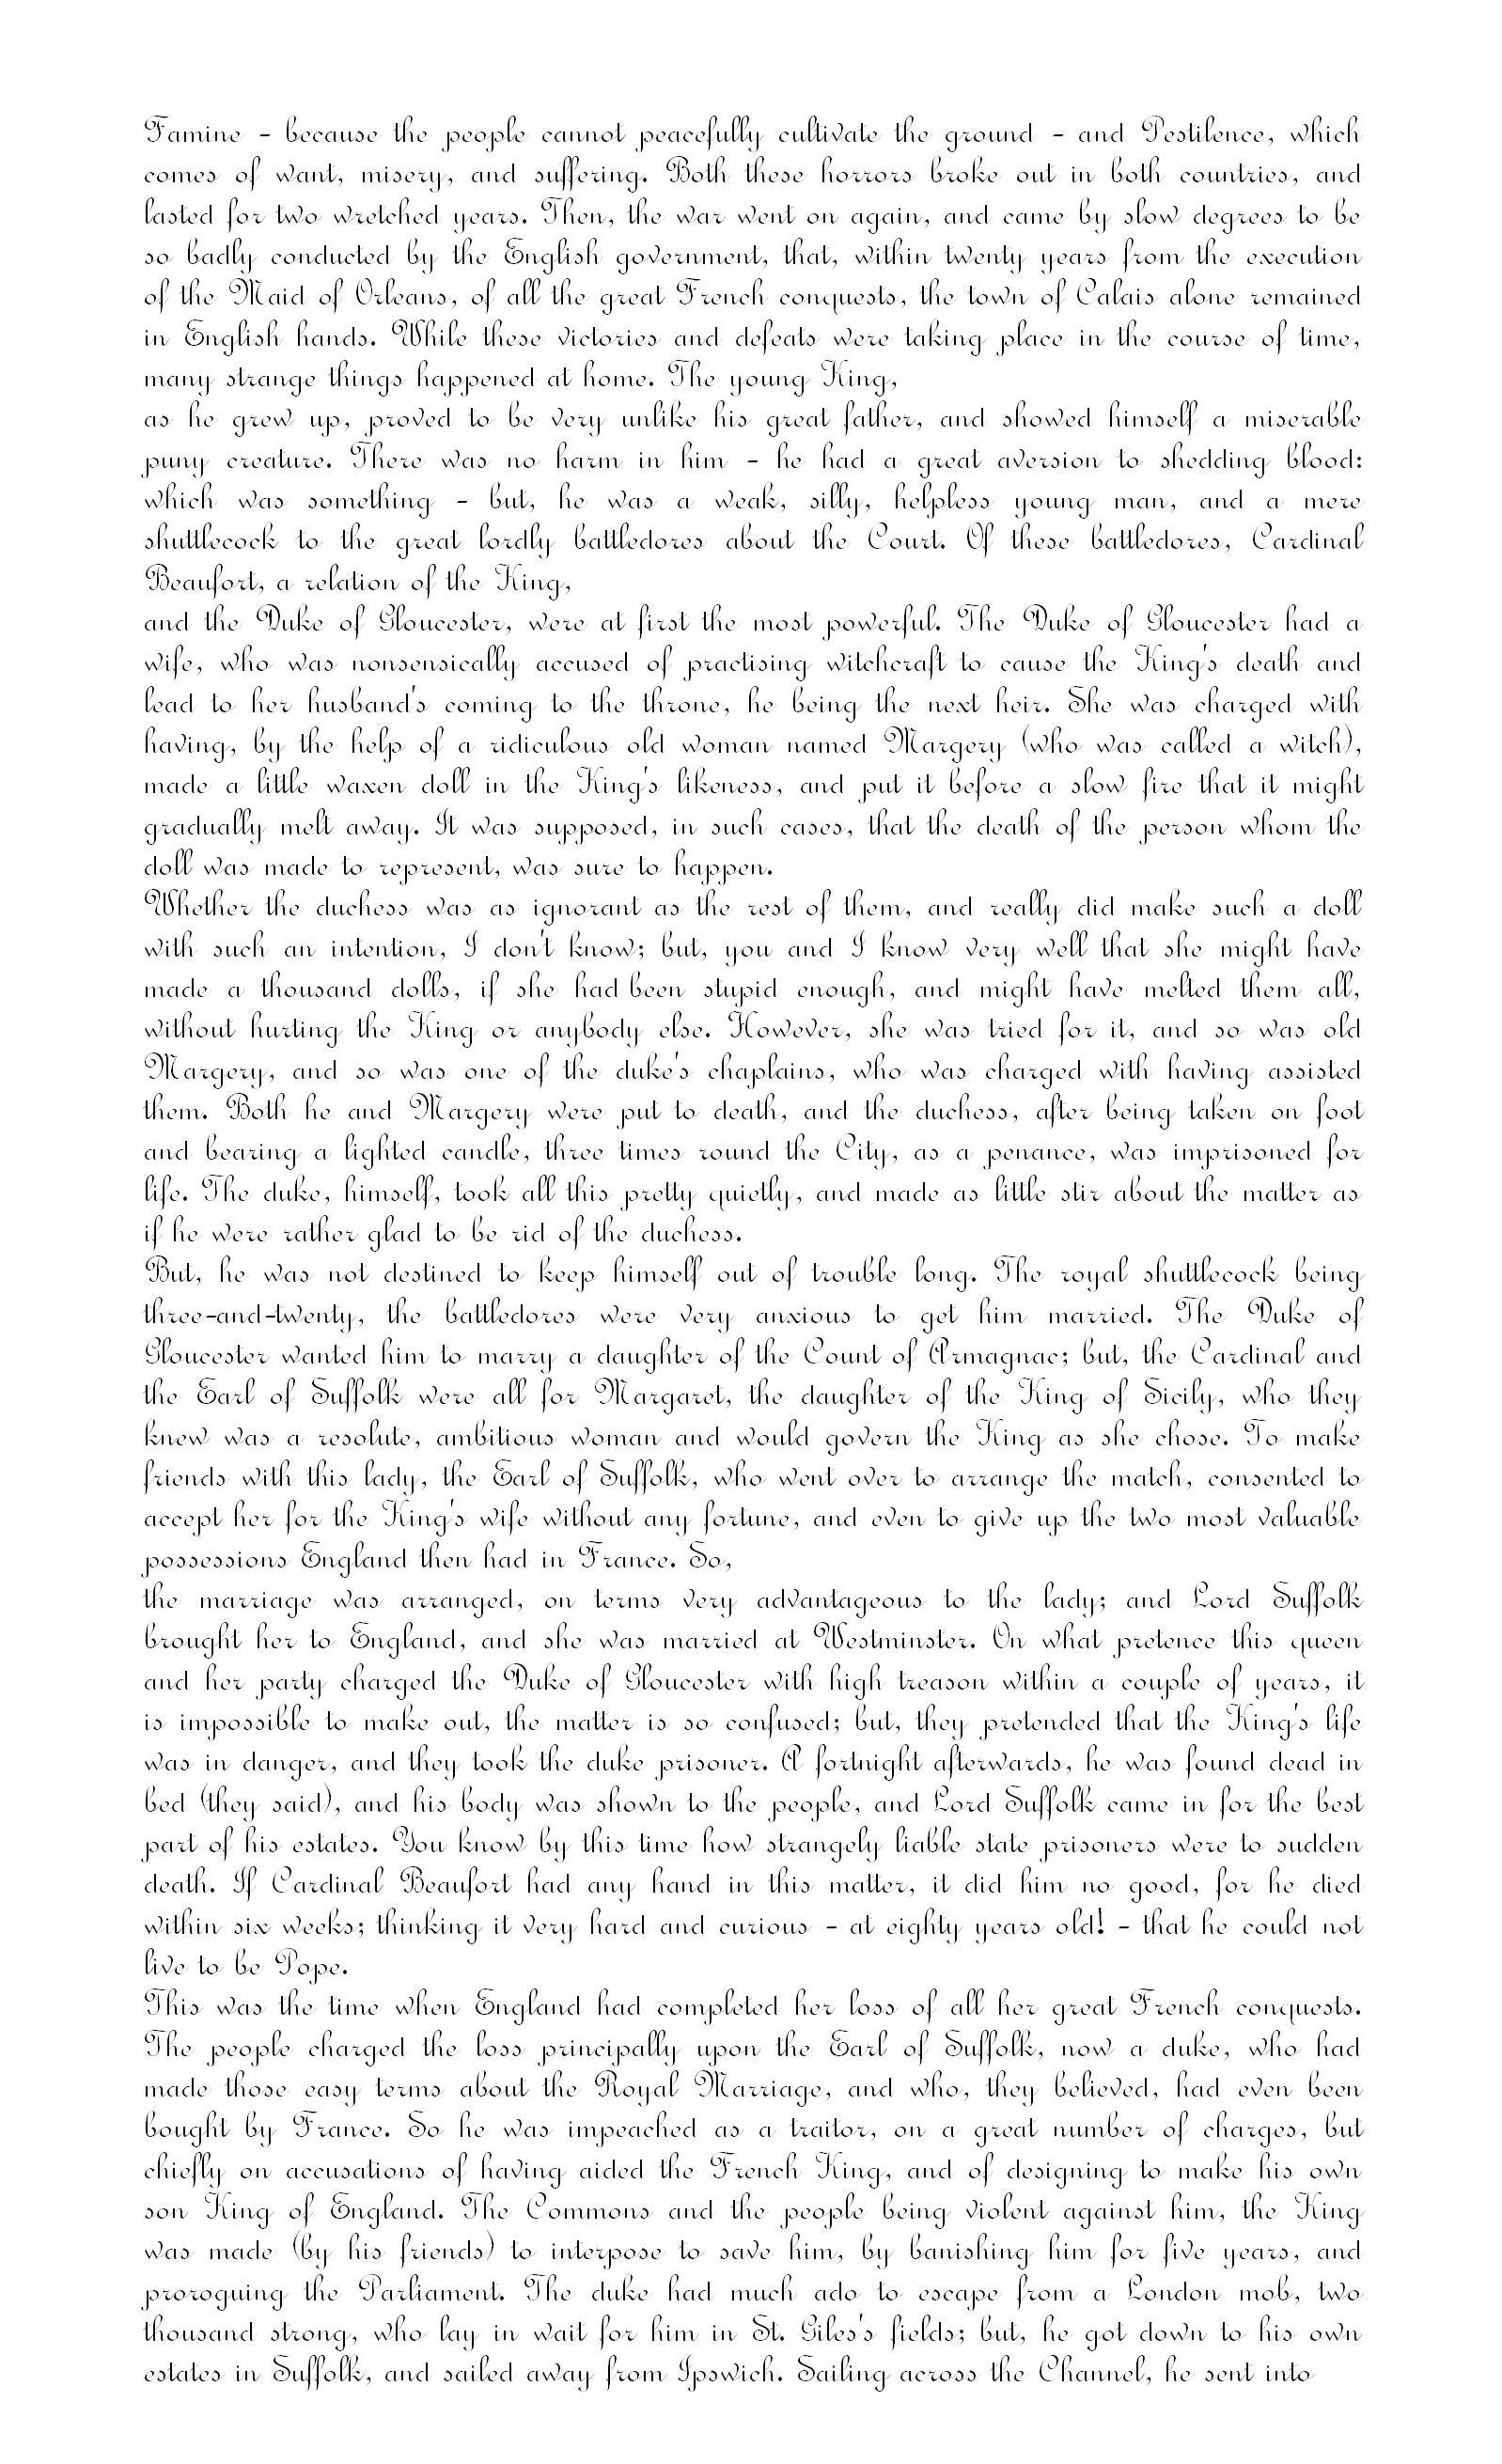 Famine - because the people cannot peacefully cultivate the ground - and Pestilence, which
comes of want, misery, and suffering. Both these horrors broke out in both countries, and
lasted for two wretched years. Then, the war went on again, and came by slow degrees to be
so badly conducted by the English government, that, within twenty years from the execution
of the Maid of Orleans, of all the great French conquests, the town of Calais alone remained
in English hands. While these victories and defeats were taking place in the course of time,
many strange things happened at home. The young King,
as he grew up, proved to be very unlike his great father, and showed himself a miserable
puny creature. There was no harm in him - he had a great aversion to shedding blood:
which was something - but, he was a weak, silly, helpless young man, and a mere
shuttlecock to the great lordly battledores about the Court. Of these battledores, Cardinal
Beaufort, a relation of the King,
and the Duke of Gloucester, were at first the most powerful. The Duke of Gloucester had a
wife, who was nonsensically accused of practising witchcraft to cause the King's death and
lead to her husband's coming to the throne, he being the next heir. She was charged with
having, by the help of a ridiculous old woman named Margery (who was called a witch),
made a little waxen doll in the King's likeness, and put it before a slow fire that it might
gradually melt away. It was supposed, in such cases, that the death of the person whom the
doll was made to represent, was sure to happen.
Whether the duchess was as ignorant as the rest of them, and really did make such a doll
with such an intention, I don't know; but, you and I know very well that she might have
made a thousand dolls, if she had been stupid enough, and might have melted them all,
without hurting the King or anybody else. However, she was tried for it, and so was old
Margery, and so was one of the duke's chaplains, who was charged with having assisted
them. Both he and Margery were put to death, and the duchess, after being taken on foot
and bearing a lighted candle, three times round the City, as a penance, was imprisoned for
life. The duke, himself, took all this pretty quietly, and made as little stir about the matter as
if he were rather glad to be rid of the duchess.
But, he was not destined to keep himself out of trouble long. The royal shuttlecock being
three-and-twenty, the battledores were very anxious to get him married. The Duke of
Gloucester wanted him to marry a daughter of the Count of Armagnac; but, the Cardinal and
the Earl of Suffolk were all for Margaret, the daughter of the King of Sicily, who they
knew was a resolute, ambitious woman and would govern the King as she chose. To make
friends with this lady, the Earl of Suffolk, who went over to arrange the match, consented to
accept her for the King's wife without any fortune, and even to give up the two most valuable
possessions England then had in France. So,
the marriage was arranged, on terms very advantageous to the lady; and Lord Suffolk
brought her to England, and she was married at Westminster. On what pretence this queen
and her party charged the Duke of Gloucester with high treason within a couple of years, it
is impossible to make out, the matter is so confused; but, they pretended that the King's life
was in danger, and they took the duke prisoner. A fortnight afterwards, he was found dead in
bed (they said), and his body was shown to the people, and Lord Suffolk came in for the best
part of his estates. You know by this time how strangely liable state prisoners were to sudden
death. If Cardinal Beaufort had any hand in this matter, it did him no good, for he died
within six weeks; thinking it very hard and curious - at eighty years old! - that he could not
live to be Pope.
This was the time when England had completed her loss of all her great French conquests.
The people charged the loss principally upon the Earl of Suffolk, now a duke, who had
made those easy terms about the Royal Marriage, and who, they believed, had even been
bought by France. So he was impeached as a traitor, on a great number of charges, but
chiefly on accusations of having aided the French King, and of designing to make his own
son King of England. The Commons and the people being violent against him, the King
was made (by his friends) to interpose to save him, by banishing him for five years, and
proroguing the Parliament. The duke had much ado to escape from a London mob, two
thousand strong, who lay in wait for him in St. Giles's fields; but, he got down to his own
estates in Suffolk, and sailed away from Ipswich. Sailing across the Channel, he sent into